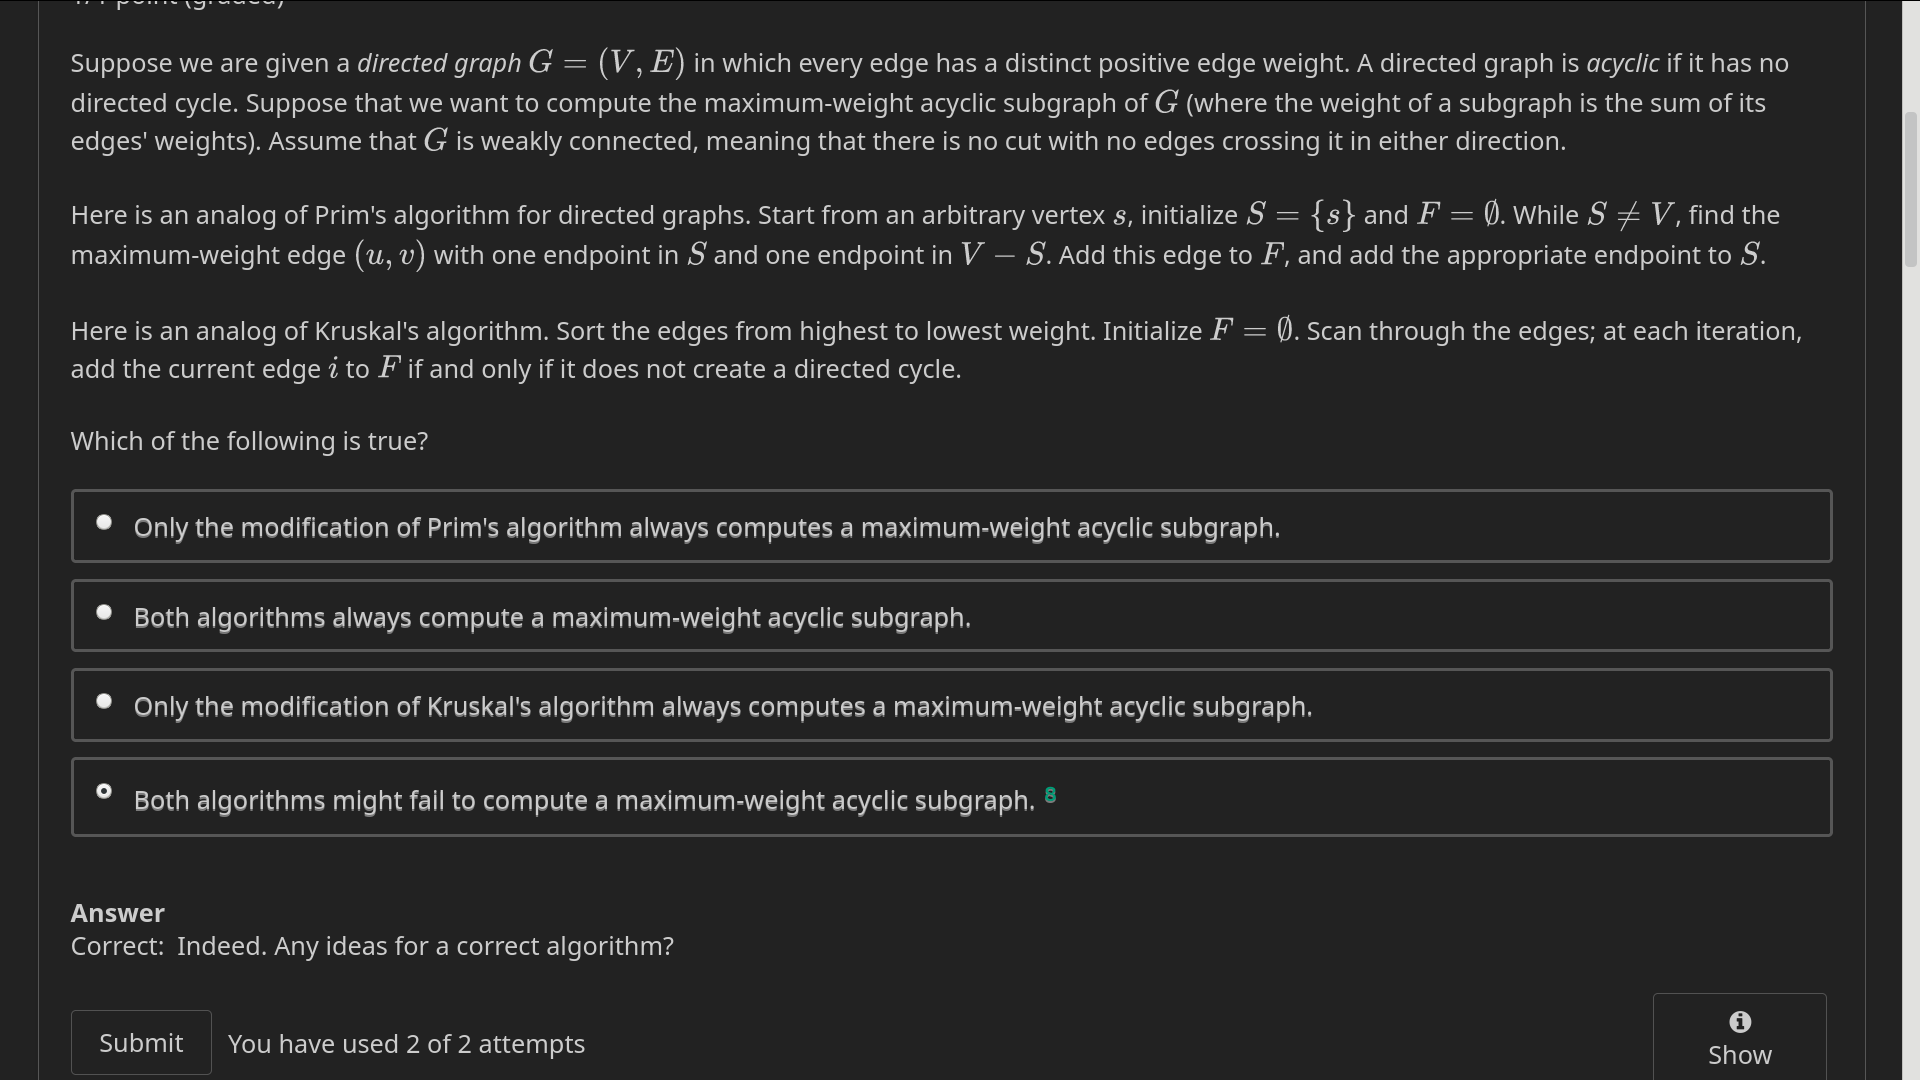 1/1 point (graded)
Suppose we are given a directed graph G = (V, E) in which every edge has a distinct positive edge weight. A directed graph is acyclic if it has no
directed cycle. Suppose that we want to compute the maximum-weight acyclic subgraph of G (where the weight of a subgraph is the sum of its
edges' weights). Assume that G is weakly connected, meaning that there is no cut with no edges crossing it in either direction.
Here is an analog of Prim's algorithm for directed graphs. Start from an arbitrary vertex s, initialize S = {s} and F = ∅. While S ≠ V, find the
maximum-weight edge (u, v) with one endpoint in S and one endpoint in V − S. Add this edge to F, and add the appropriate endpoint to S.
Here is an analog of Kruskal's algorithm. Sort the edges from highest to lowest weight. Initialize F = ∅. Scan through the edges; at each iteration,
add the current edge i to F if and only if it does not create a directed cycle.
Which of the following is true?
Only the modification of Prim's algorithm always computes a maximum-weight acyclic subgraph.
Both algorithms always compute a maximum-weight acyclic subgraph.
Only the modification of Kruskal's algorithm always computes a maximum-weight acyclic subgraph.
Both algorithms might fail to compute a maximum-weight acyclic subgraph. 8
Answer
Correct: Indeed. Any ideas for a correct algorithm?
Submit You have used 2 of 2 attempts
Show